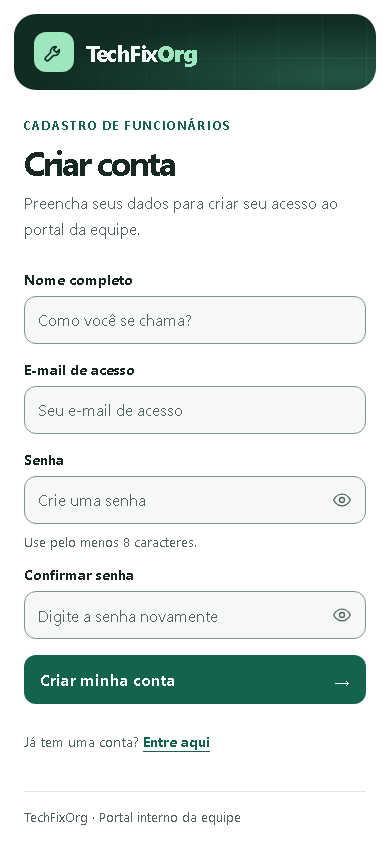 TechFixOrg
CADASTRO DE FUNCIONÁRIOS
Criar conta
Preencha seus dados para criar seu acesso ao
portal da equipe.
Nome completo
Como você se chama?
E-mail de acesso
Seu e-mail de acesso
Senha
Crie uma senha
Use pelo menos 8 caracteres.
Confirmar senha
Digite a senha novamente
Criar minha conta →
Já tem uma conta? Entre aqui
TechFixOrg · Portal interno da equipe